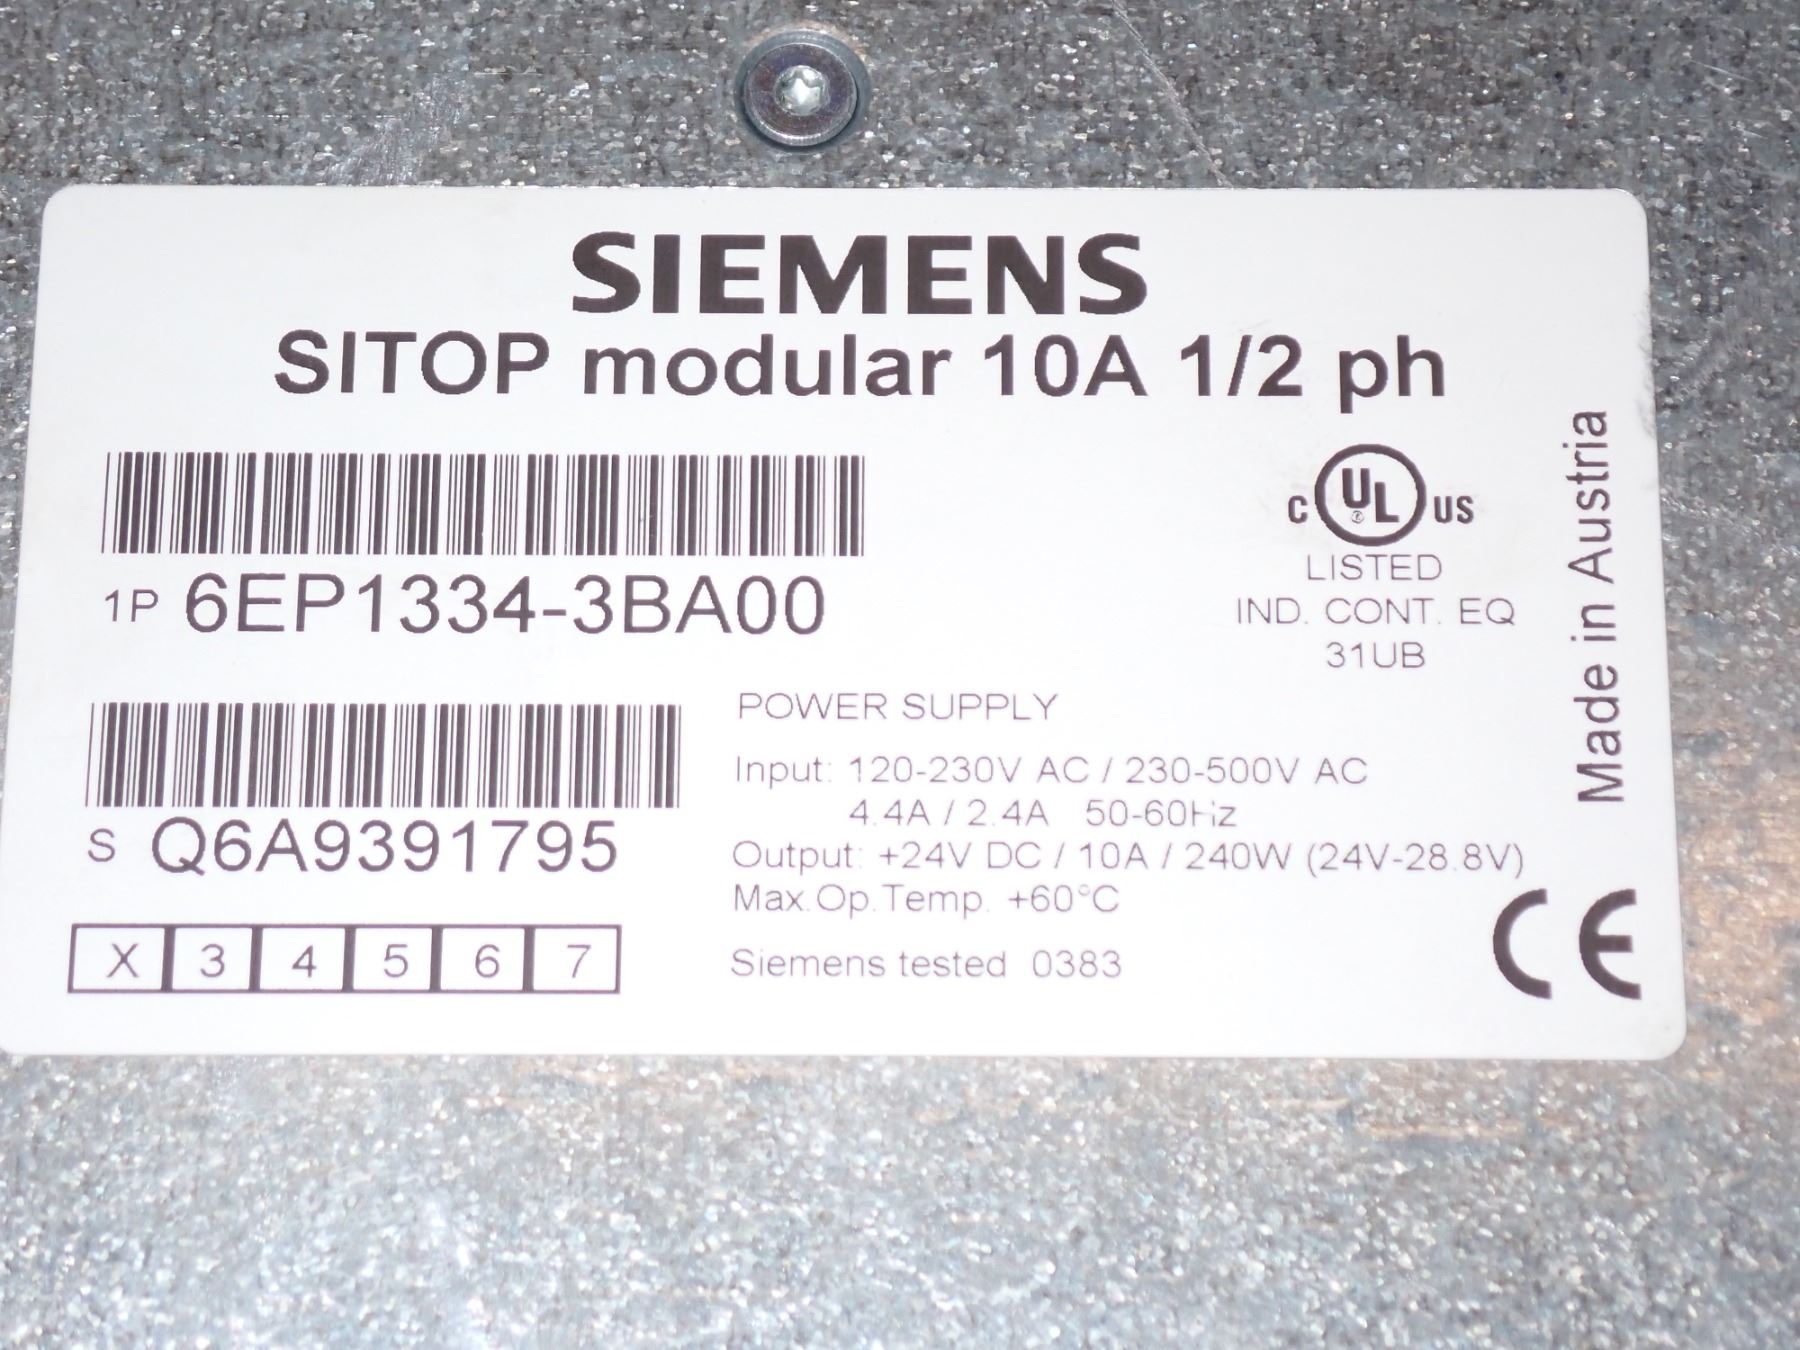 SIEMENS
SITOP modular 10A 1/2 ph
1P 6EP1334-3BA00
C UL US
LISTED
IND. CONT. EQ
31UB
Made in Austria
S Q6A9391795
POWER SUPPLY
Input: 120-230V AC / 230-500V AC
4.4A / 2.4A 50-60Hz
Output: +24V DC / 10A / 240W (24V-28.8V)
Max.Op.Temp. +60°C
Siemens tested 0383
X 3 4 5 6 7
CE